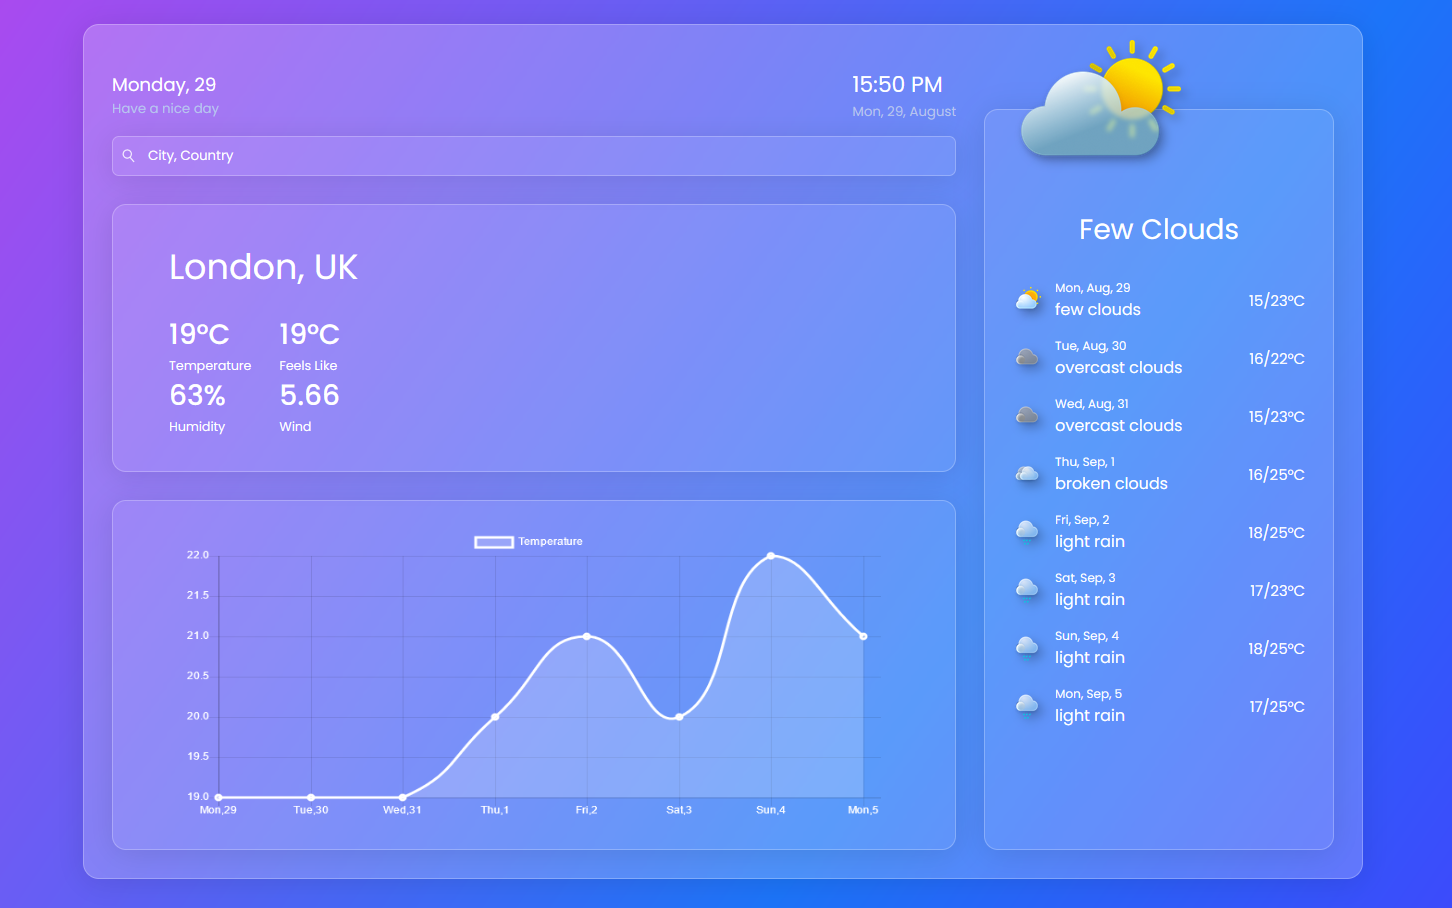 Monday, 29
Have a nice day
15:50 PM
Mon, 29, August
City, Country
London, UK
19°C 19°C
Temperature Feels Like
63% 5.66
Humidity Wind
Temperature
22.0
21.5
21.0
20.5
20.0
19.5
19.0
Mon,29 Tue,30 Wed,31 Thu,1 Fri,2 Sat,3 Sun,4 Mon,5
Few Clouds
Mon, Aug, 29
few clouds 15/23°C
Tue, Aug, 30
overcast clouds 16/22°C
Wed, Aug, 31
overcast clouds 15/23°C
Thu, Sep, 1
broken clouds 16/25°C
Fri, Sep, 2
light rain 18/25°C
Sat, Sep, 3
light rain 17/23°C
Sun, Sep, 4
light rain 18/25°C
Mon, Sep, 5
light rain 17/25°C